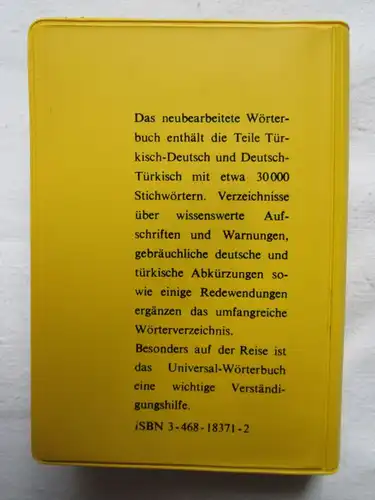 Das neubearbeitete Wörter-
buch enthält die Teile Tür-
kisch-Deutsch und Deutsch-
Türkisch mit etwa 30000
Stichwörtern. Verzeichnisse
über wissenswerte Auf-
schriften und Warnungen,
gebräuchliche deutsche und
türkische Abkürzungen so-
wie einige Redewendungen
ergänzen das umfangreiche
Wörterverzeichnis.
Besonders auf der Reise ist
das Universal-Wörterbuch
eine wichtige Verständi-
gungshilfe.
ISBN 3-468-18371-2